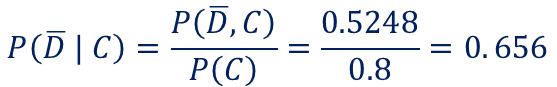 P(D̅ | C) = P(D̅, C) / P(C) = 0.5248 / 0.8 = 0.656